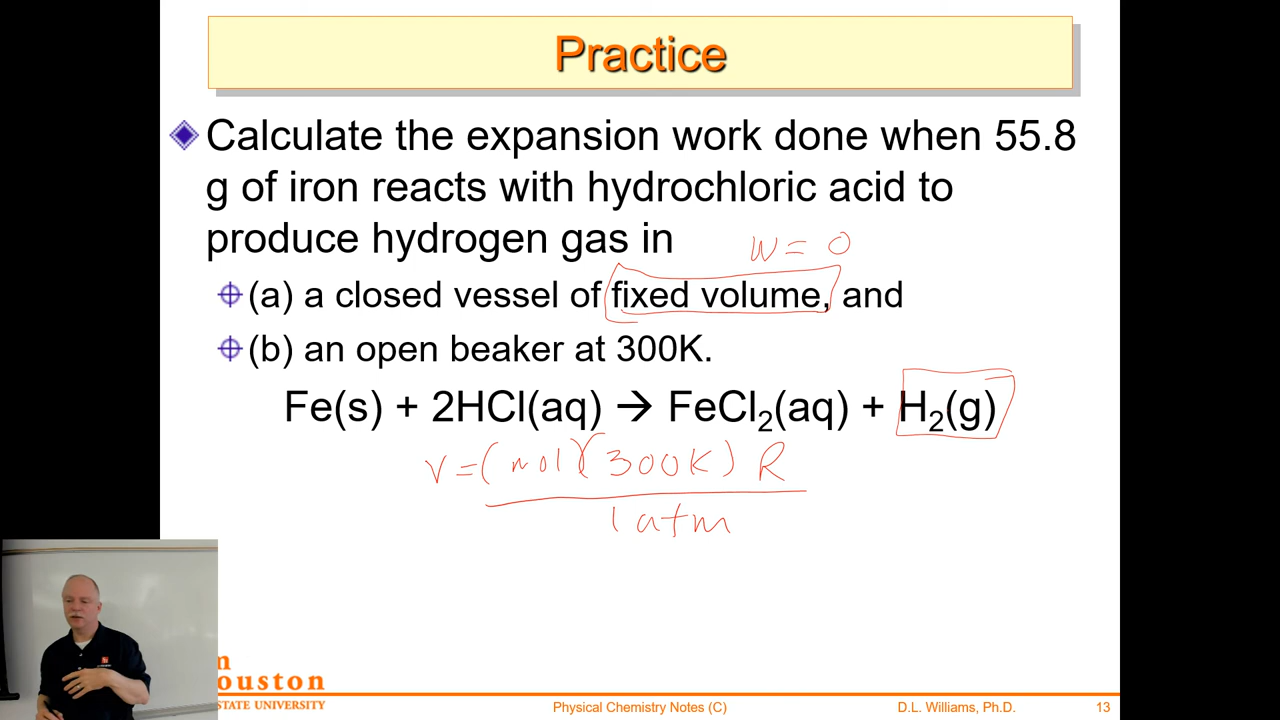 Practice
Calculate the expansion work done when 55.8
g of iron reacts with hydrochloric acid to
produce hydrogen gas in
w = 0
(a) a closed vessel of fixed volume, and
(b) an open beaker at 300K.
Fe(s) + 2HCl(aq) → FeCl₂(aq) + H₂(g)
V = (mol)(300K) R
1 atm
ouston
STATE UNIVERSITY
Physical Chemistry Notes (C)
D.L. Williams, Ph.D.
13